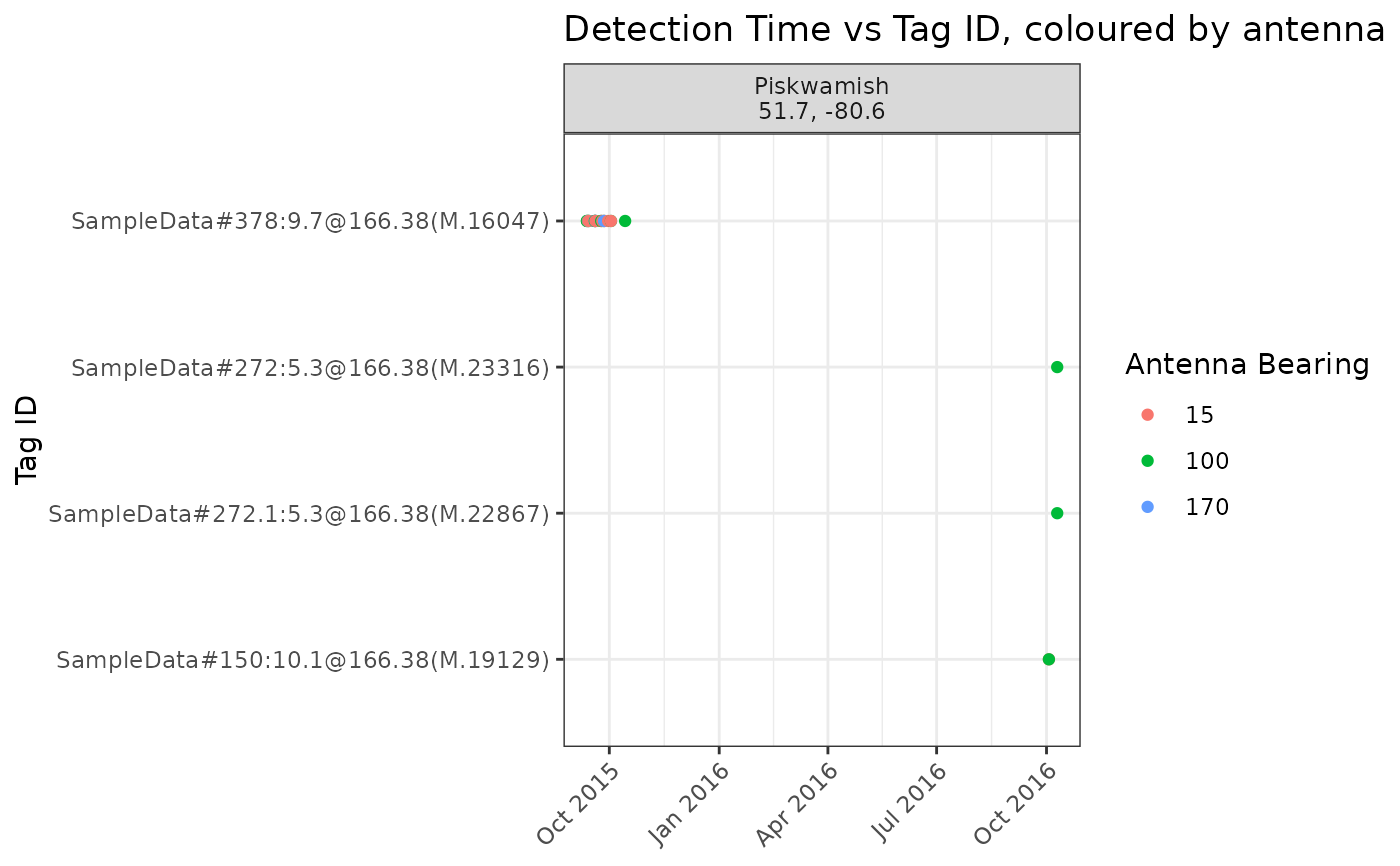 Detection Time vs Tag ID, coloured by antenna
Piskwamish
51.7, -80.6
Tag ID
SampleData#378:9.7@166.38(M.16047)
SampleData#272:5.3@166.38(M.23316)
SampleData#272.1:5.3@166.38(M.22867)
SampleData#150:10.1@166.38(M.19129)
Oct 2015
Jan 2016
Apr 2016
Jul 2016
Oct 2016
Antenna Bearing
15
100
170